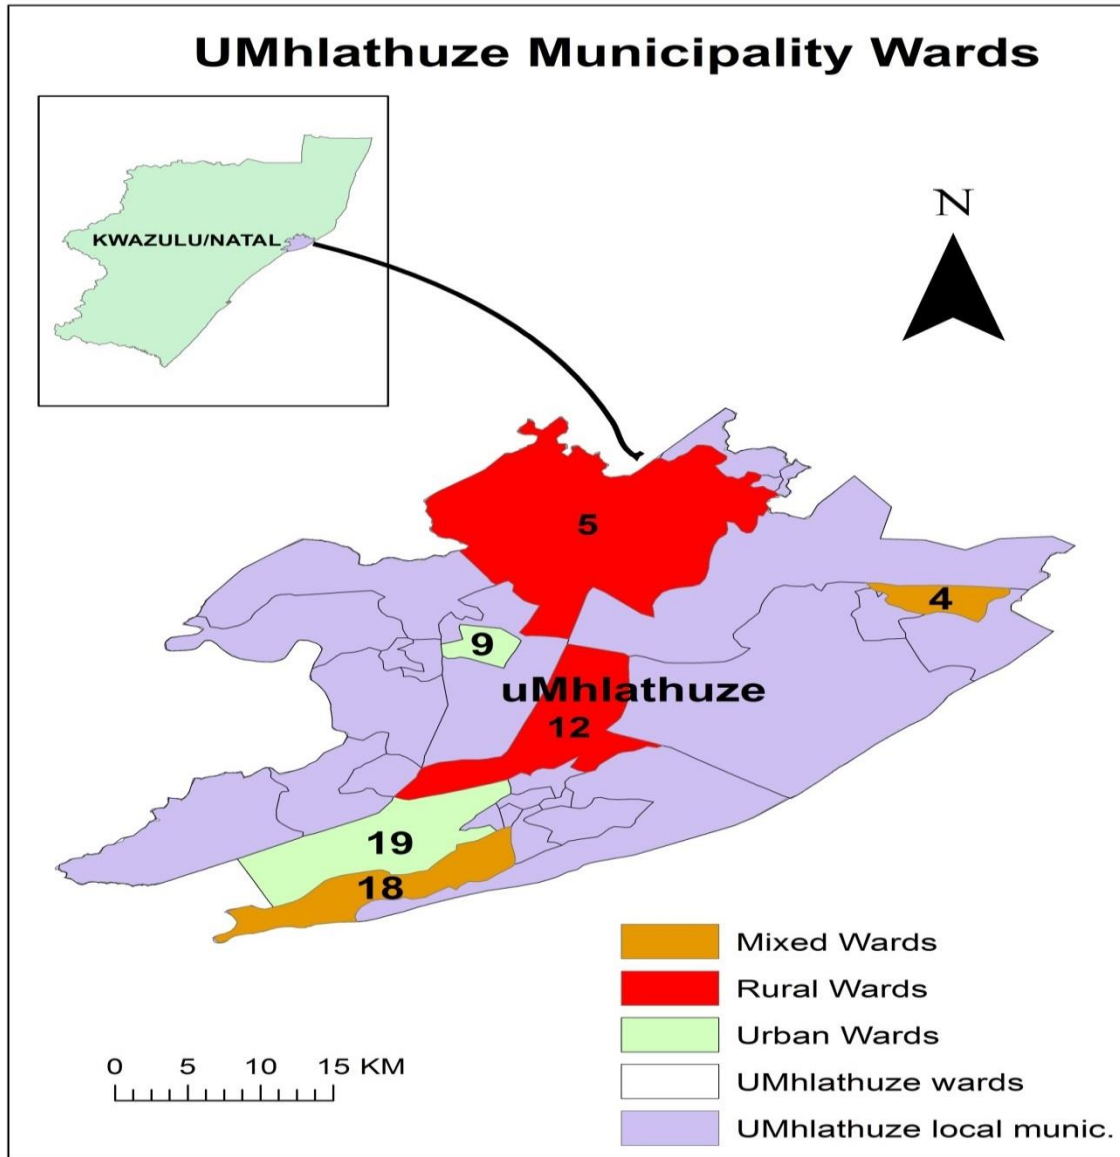 UMhlathuze Municipality Wards
KWAZULU/NATAL
N
5
4
9
uMhlathuze
12
19
18
Mixed Wards
Rural Wards
Urban Wards
UMhlathuze wards
UMhlathuze local munic.
0 5 10 15 KM